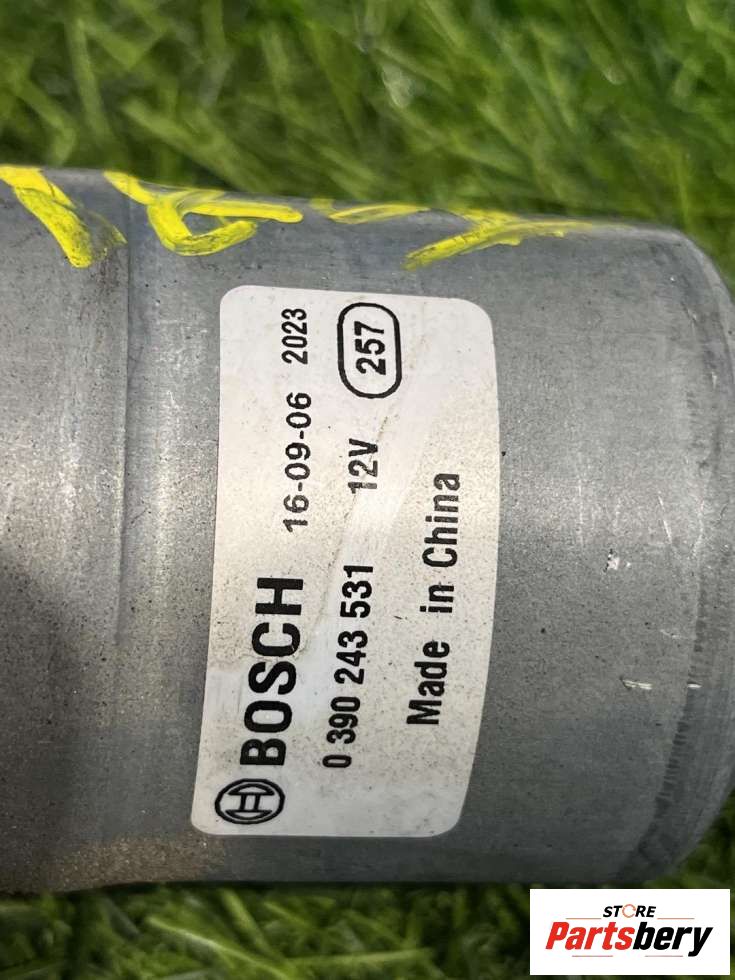 BOSCH 16-09-06 2023
0 390 243 531 12V 257
Made in China
STORE
Partsbery